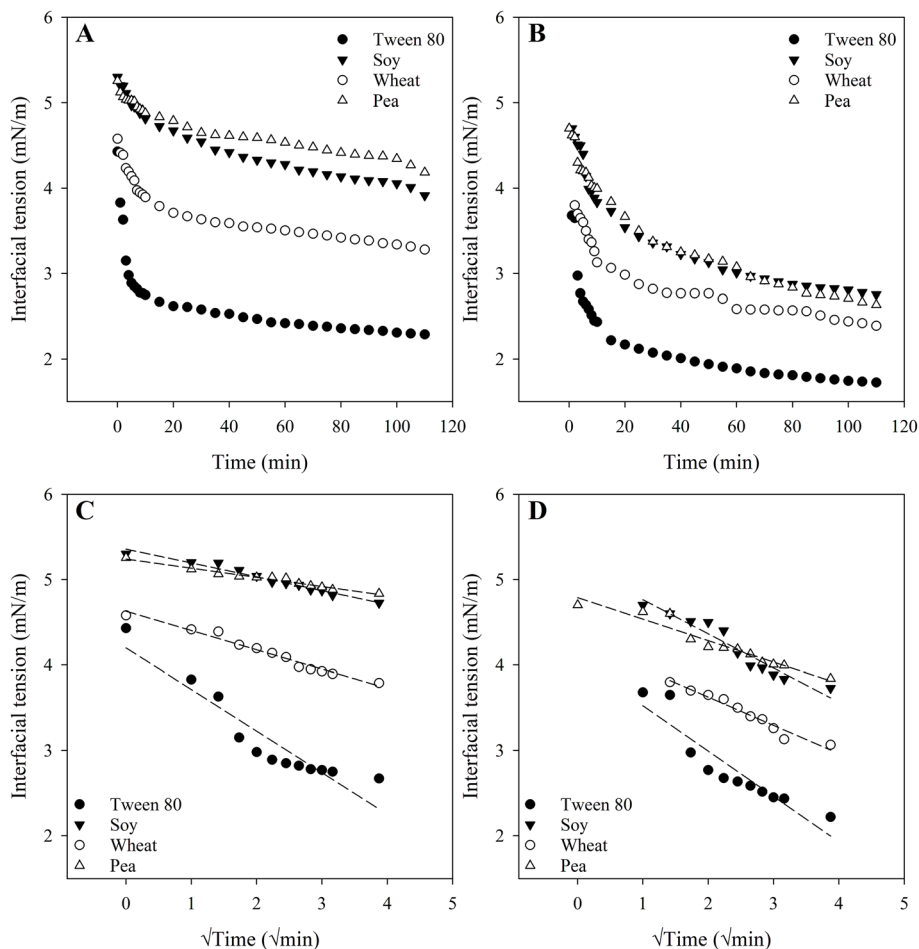 A
Tween 80
Soy
Wheat
Pea
Interfacial tension (mN/m)
6
5
4
3
2
0 20 40 60 80 100 120
Time (min)
B
Tween 80
Soy
Wheat
Pea
Interfacial tension (mN/m)
6
5
4
3
2
0 20 40 60 80 100 120
Time (min)
C
Interfacial tension (mN/m)
6
5
4
3
2
Tween 80
Soy
Wheat
Pea
0 1 2 3 4 5
√Time (√min)
D
Interfacial tension (mN/m)
6
5
4
3
2
Tween 80
Soy
Wheat
Pea
0 1 2 3 4 5
√Time (√min)